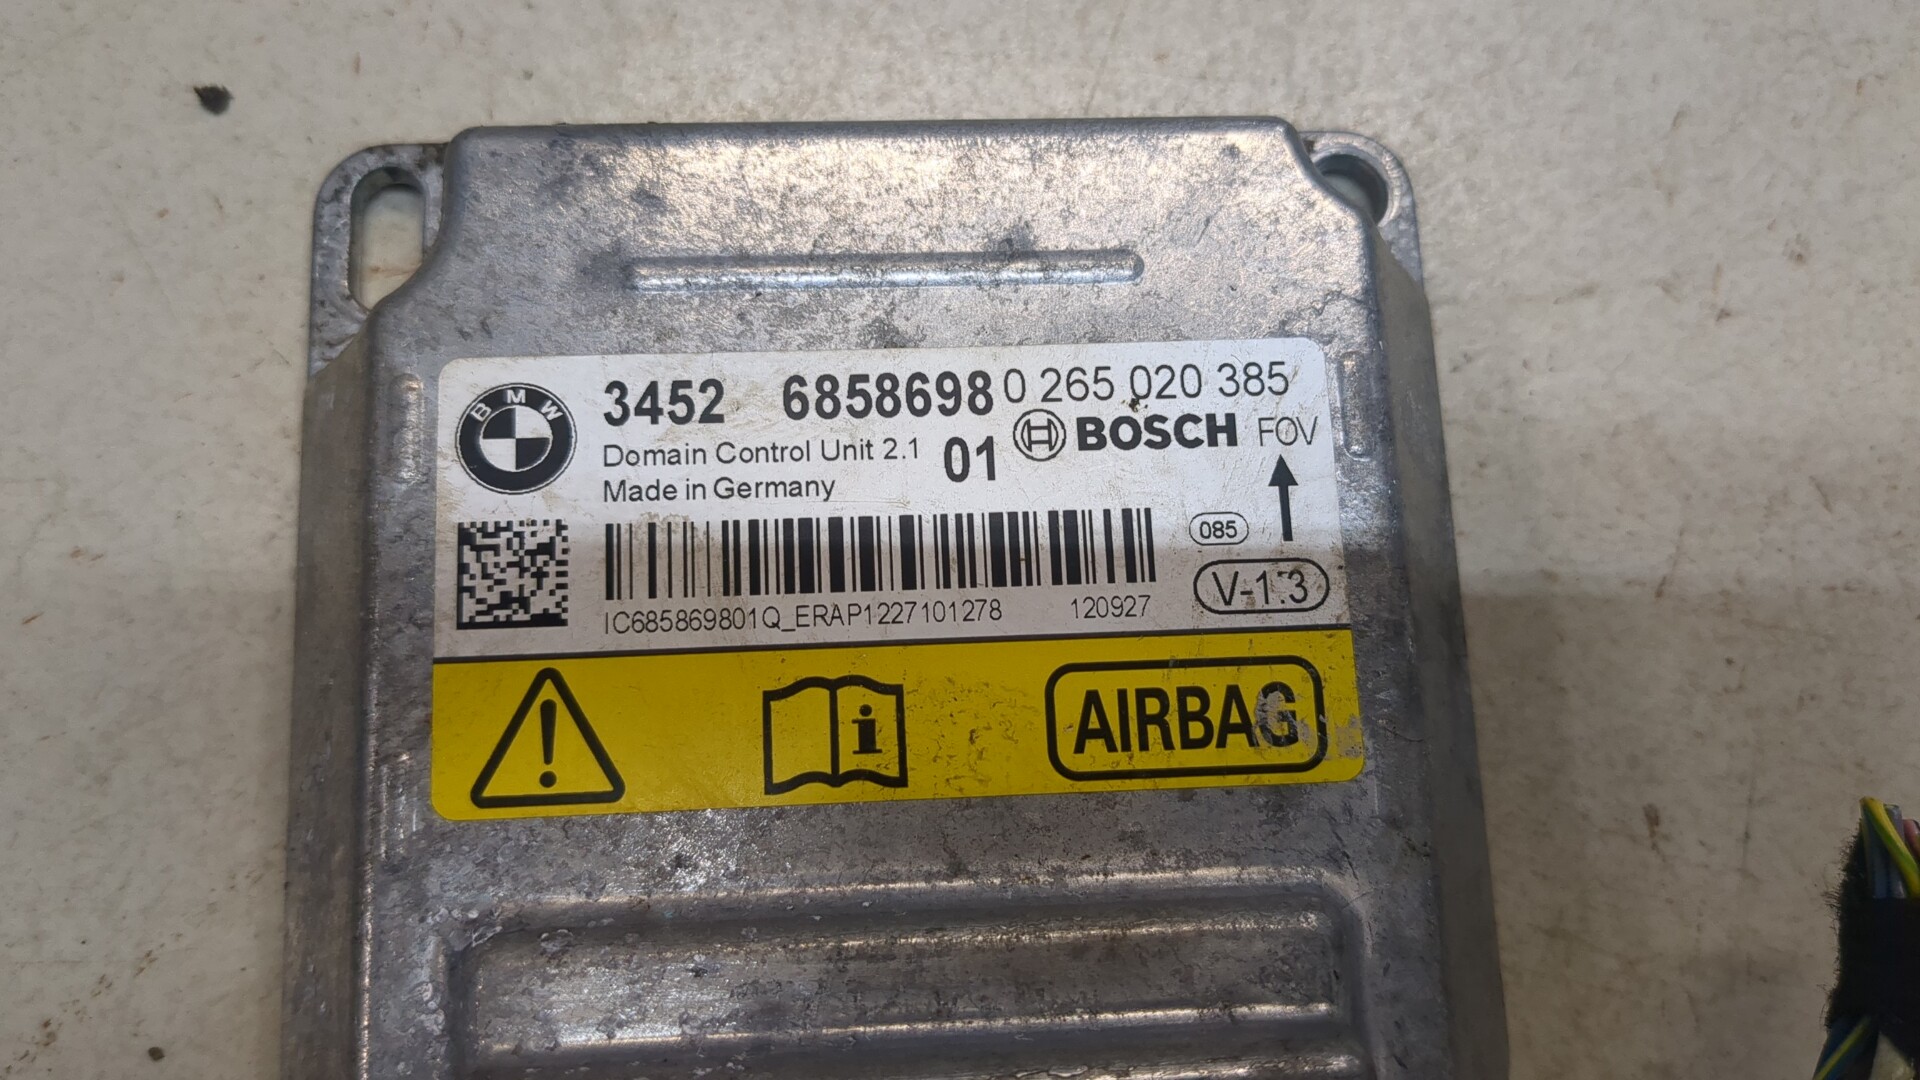 BMW
3452 6858698 0 265 020 385
Domain Control Unit 2.1 01 BOSCH FOV
Made in Germany
085
V-1.3
IC685869801Q_ERAP1227101278 120927
i AIRBAG